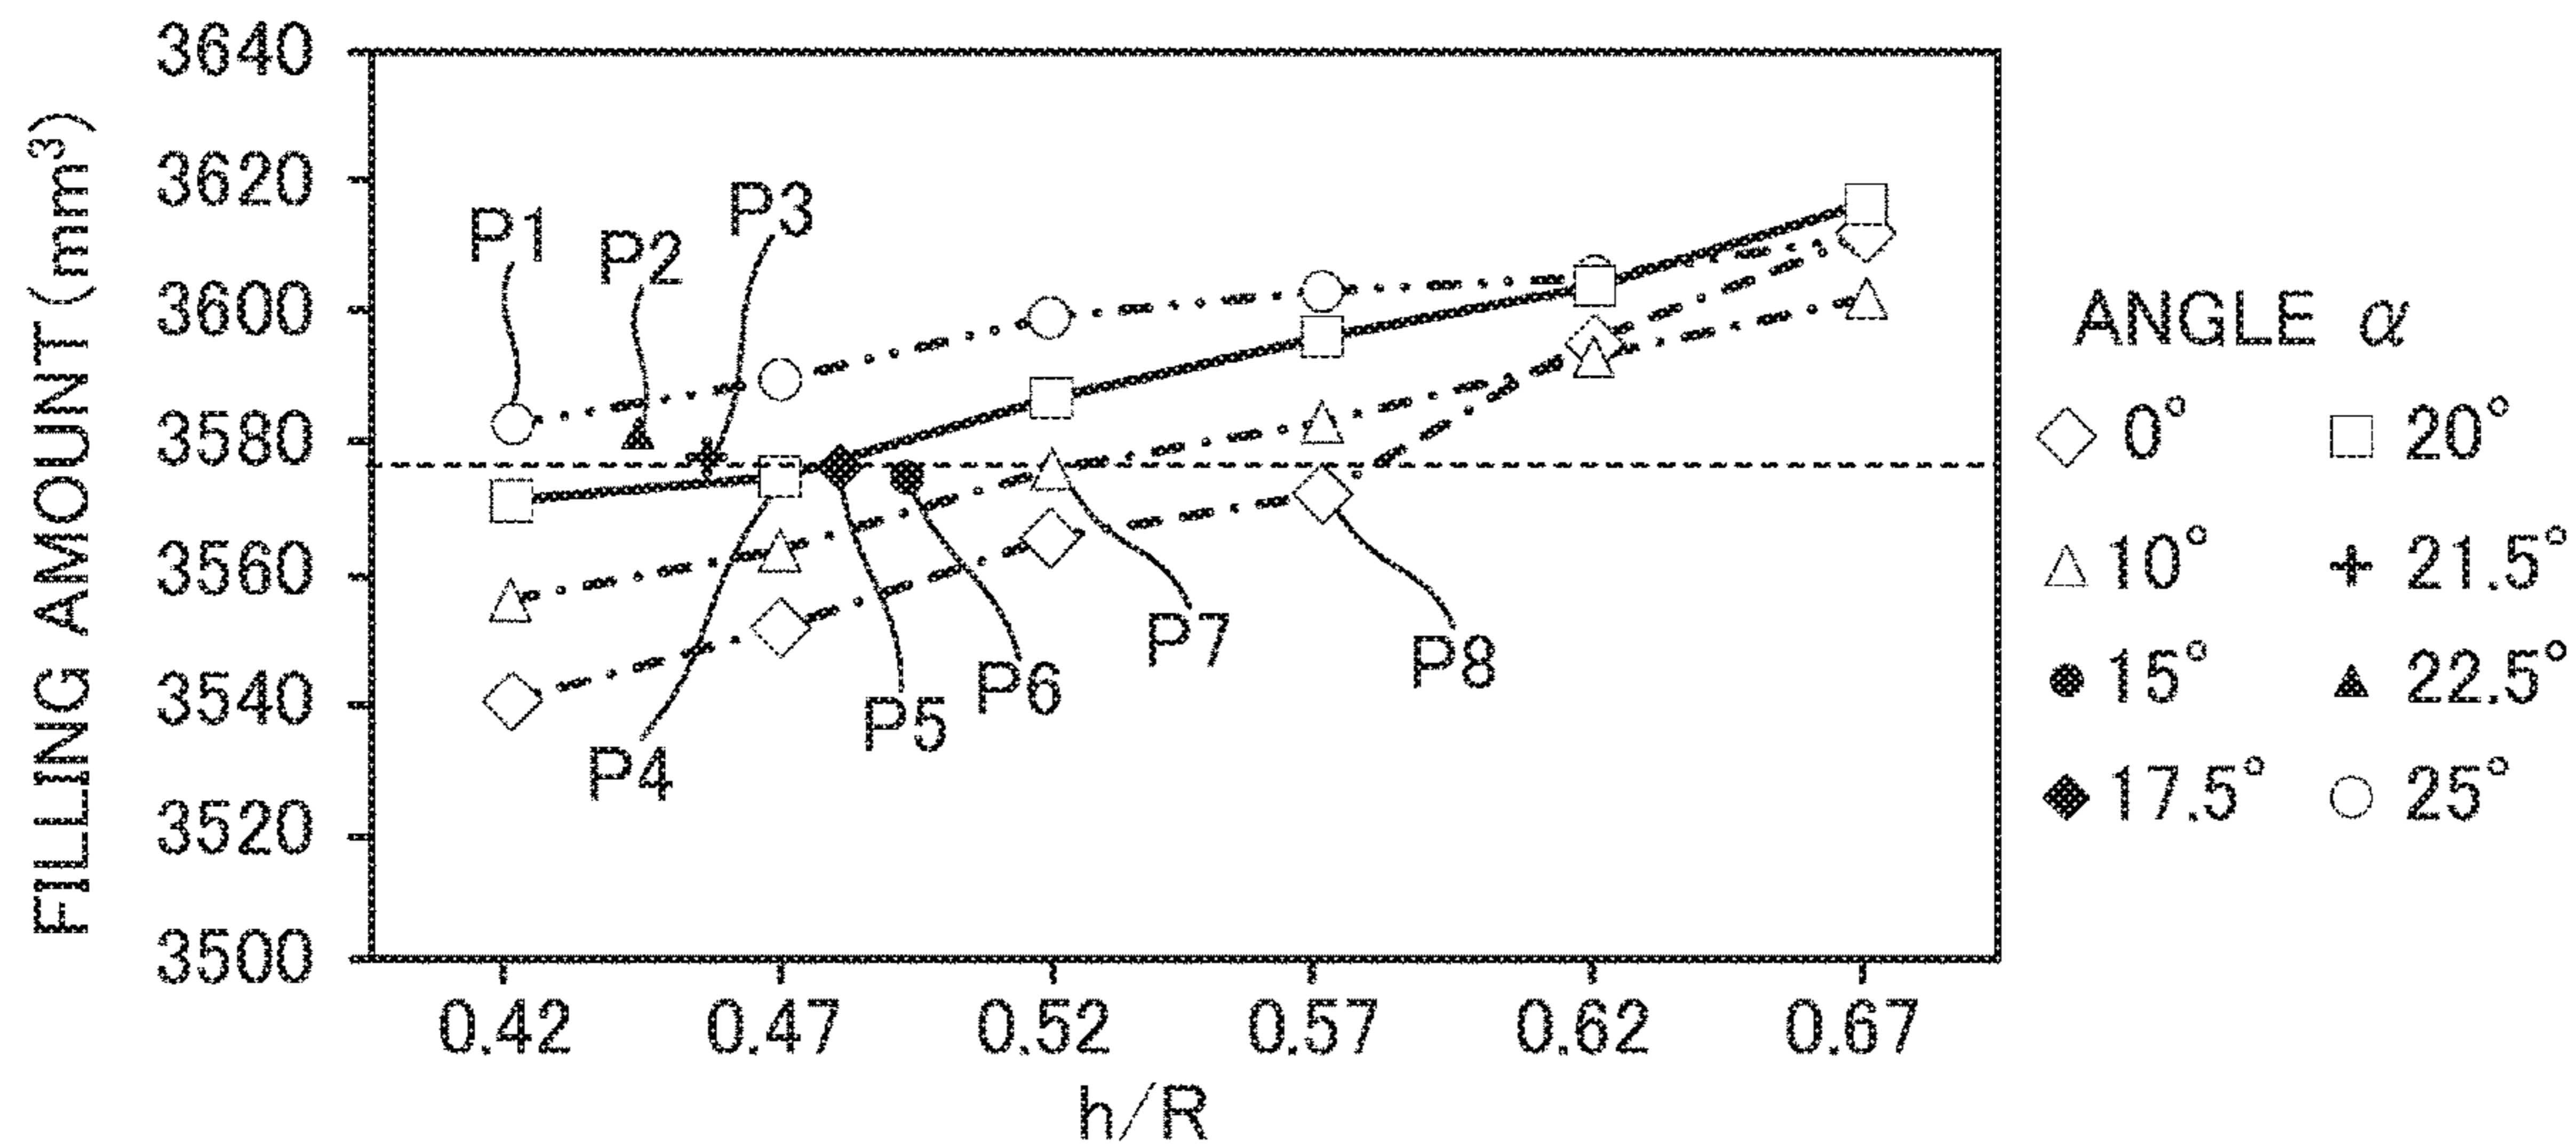 FILLING AMOUNT (mm³)
3640
3620
3600
3580
3560
3540
3520
3500
P1
P2
P3
P4
P5
P6
P7
P8
0.42 0.47 0.52 0.57 0.62 0.67
h/R
ANGLE α
0° 20°
10° 21.5°
15° 22.5°
17.5° 25°